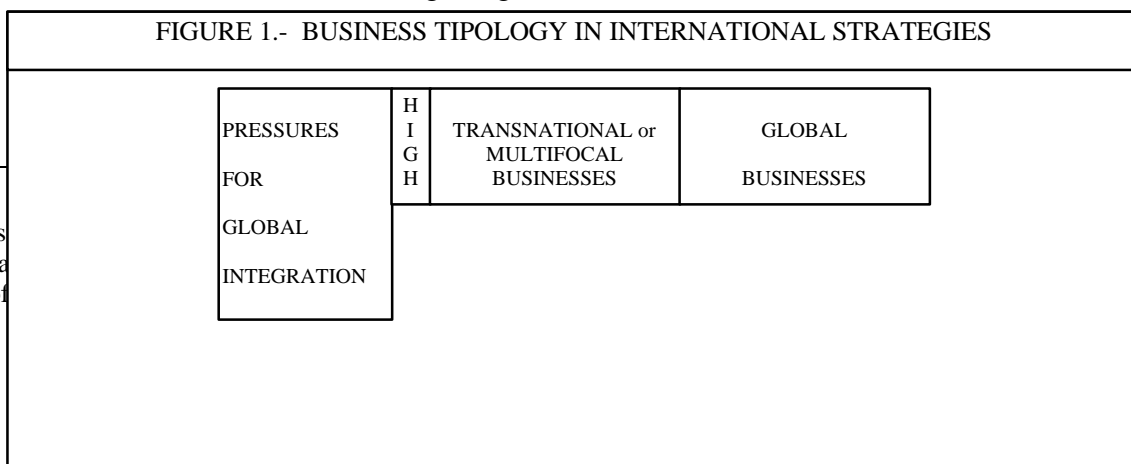 FIGURE 1.- BUSINESS TIPOLOGY IN INTERNATIONAL STRATEGIES
PRESSURES
FOR
GLOBAL
INTEGRATION
H
I
G
H
TRANSNATIONAL or
MULTIFOCAL
BUSINESSES
GLOBAL
BUSINESSES